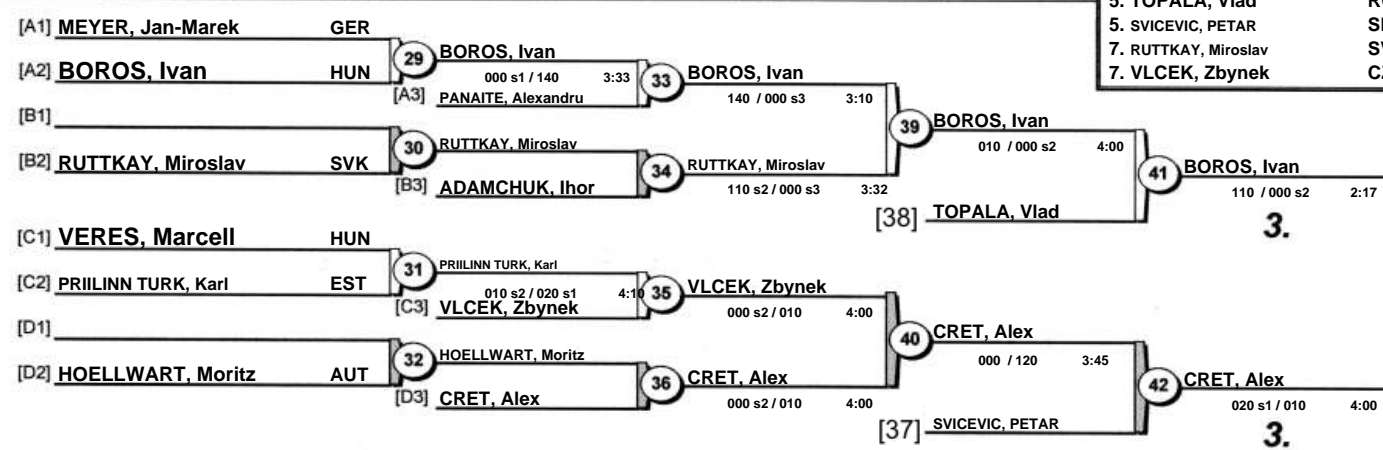 5. TOPALA, Vlad
5. SVICEVIC, PETAR
7. RUTTKAY, Miroslav
7. VLCEK, Zbynek
[A1] MEYER, Jan-Marek GER
[A2] BOROS, Ivan HUN
29
BOROS, Ivan
000 s1 / 140 3:33
[A3] PANAITE, Alexandru
33
BOROS, Ivan
140 / 000 s3 3:10
[B1]
[B2] RUTTKAY, Miroslav SVK
30
RUTTKAY, Miroslav
[B3] ADAMCHUK, Ihor
34
RUTTKAY, Miroslav
110 s2 / 000 s3 3:32
39
BOROS, Ivan
010 / 000 s2 4:00
[38] TOPALA, Vlad
41
BOROS, Ivan
110 / 000 s2 2:17
3.
[C1] VERES, Marcell HUN
[C2] PRIILINN TURK, Karl EST
31
PRIILINN TURK, Karl
010 s2 / 020 s1 4:10
[C3] VLCEK, Zbynek
35
VLCEK, Zbynek
000 s2 / 010 4:00
[D1]
[D2] HOELLWART, Moritz AUT
32
HOELLWART, Moritz
[D3] CRET, Alex
36
CRET, Alex
000 s2 / 010 4:00
40
CRET, Alex
000 / 120 3:45
[37] SVICEVIC, PETAR
42
CRET, Alex
020 s1 / 010 4:00
3.